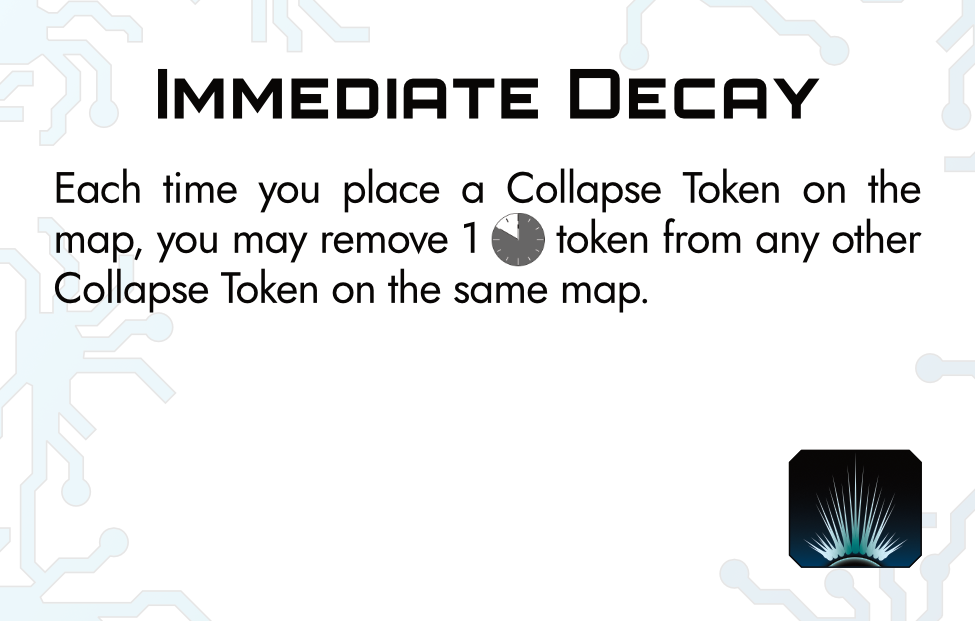 Immediate Decay
Each time you place a Collapse Token on the
map, you may remove 1 token from any other
Collapse Token on the same map.